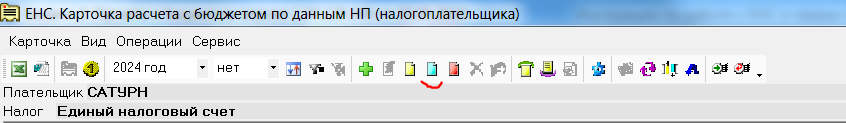 ЕНС. Карточка расчета с бюджетом по данным НП (налогоплательщика)
Карточка Вид Операции Сервис
2024 год нет
Плательщик САТУРН
Налог Единый налоговый счет